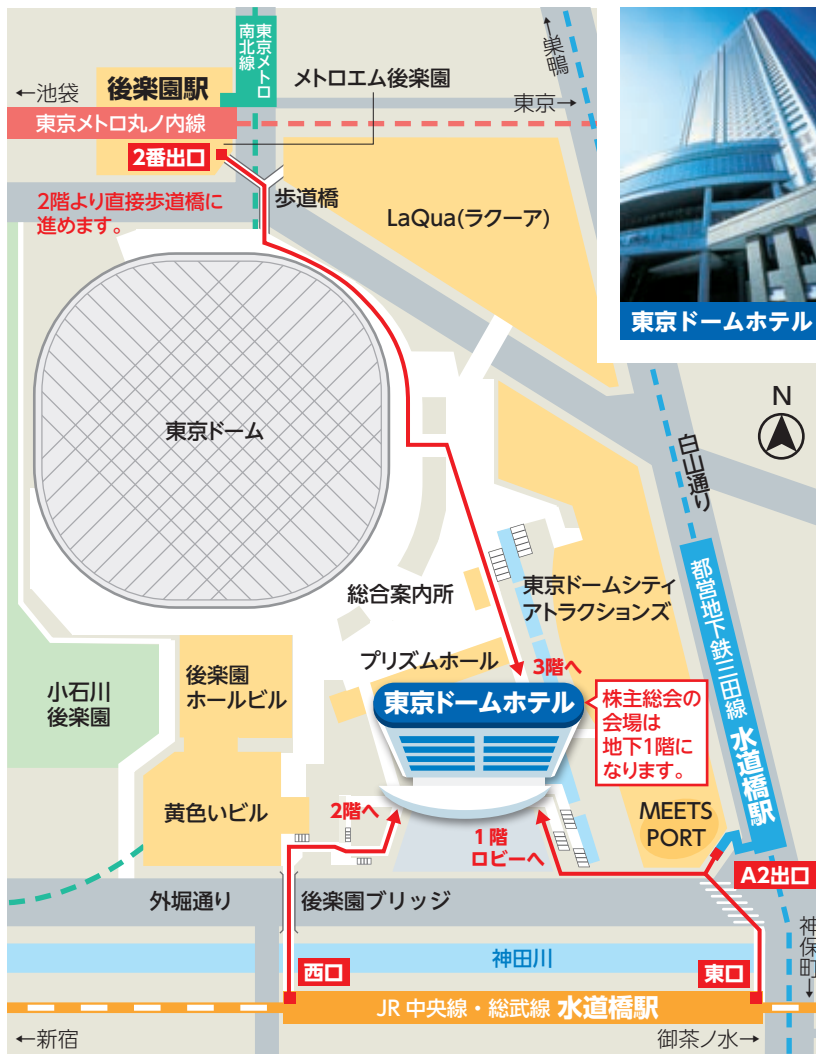 東京メトロ
南北線
↑巣鴨
メトロエム後楽園
←池袋
後楽園駅
東京→
東京メトロ丸ノ内線
2番出口
歩道橋
2階より直接歩道橋に
進めます。
LaQua(ラクーア)
東京ドームホテル
N
東京ドーム
白山通り
都営地下鉄三田線 水道橋駅
総合案内所
東京ドームシティ
アトラクションズ
プリズムホール
3階へ
後楽園
ホールビル
小石川
後楽園
東京ドームホテル
株主総会の
会場は
地下1階に
なります。
黄色いビル
2階へ
1階
ロビーへ
MEETS
PORT
A2出口
外堀通り
後楽園ブリッジ
神保町→
神田川
西口
東口
JR 中央線・総武線 水道橋駅
←新宿
御茶ノ水→